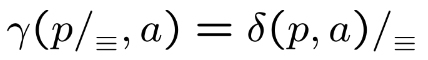 γ(p/≡, a) = δ(p, a)/≡